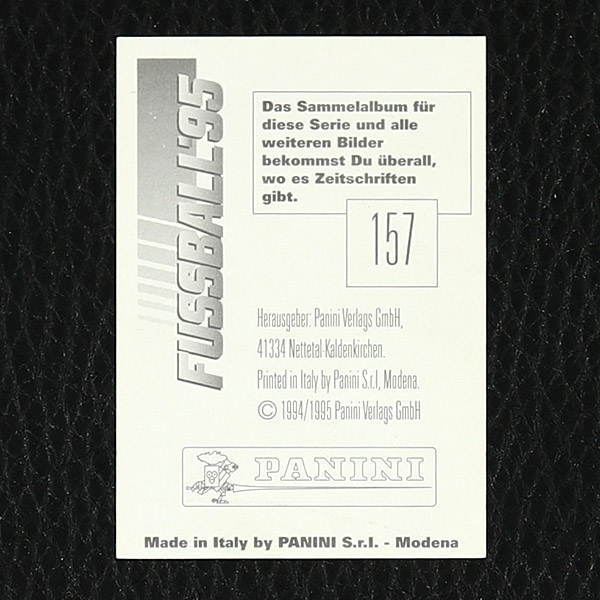 FUSSBALL'95
Das Sammelalbum für
diese Serie und alle
weiteren Bilder
bekommst Du überall,
wo es Zeitschriften
gibt.
157
Herausgeber: Panini Verlags GmbH,
41334 Nettetal-Kaldenkirchen.
Printed in Italy by Panini S.r.l, Modena.
© 1994/1995 Panini Verlags GmbH
PANINI
Made in Italy by PANINI S.r.l. - Modena